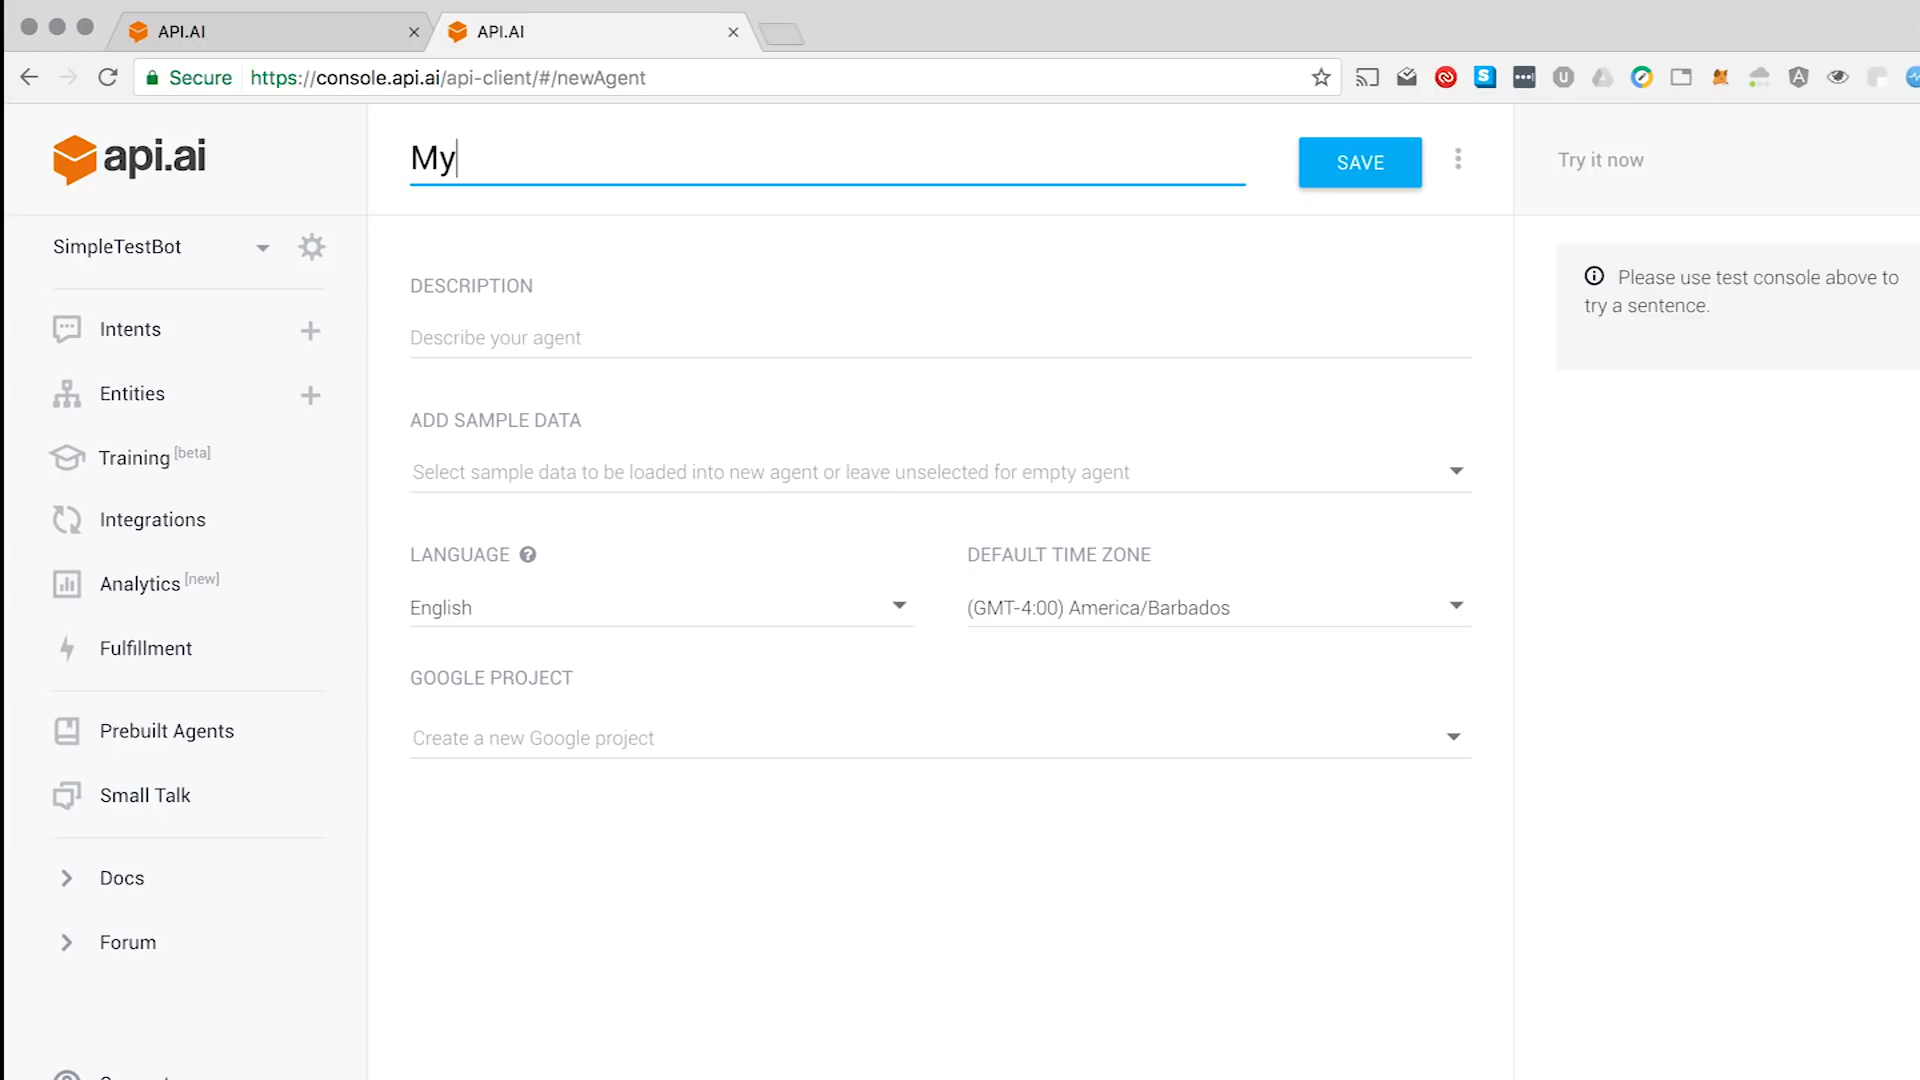 API.AI
API.AI
Secure
https://console.api.ai/api-client/#/newAgent
api.ai
My
SAVE
Try it now
SimpleTestBot
Please use test console above to
try a sentence.
DESCRIPTION
Describe your agent
Intents
Entities
Training [beta]
Integrations
Analytics [new]
Fulfillment
Prebuilt Agents
Small Talk
Docs
Forum
ADD SAMPLE DATA
Select sample data to be loaded into new agent or leave unselected for empty agent
LANGUAGE
DEFAULT TIME ZONE
English
(GMT-4:00) America/Barbados
GOOGLE PROJECT
Create a new Google project